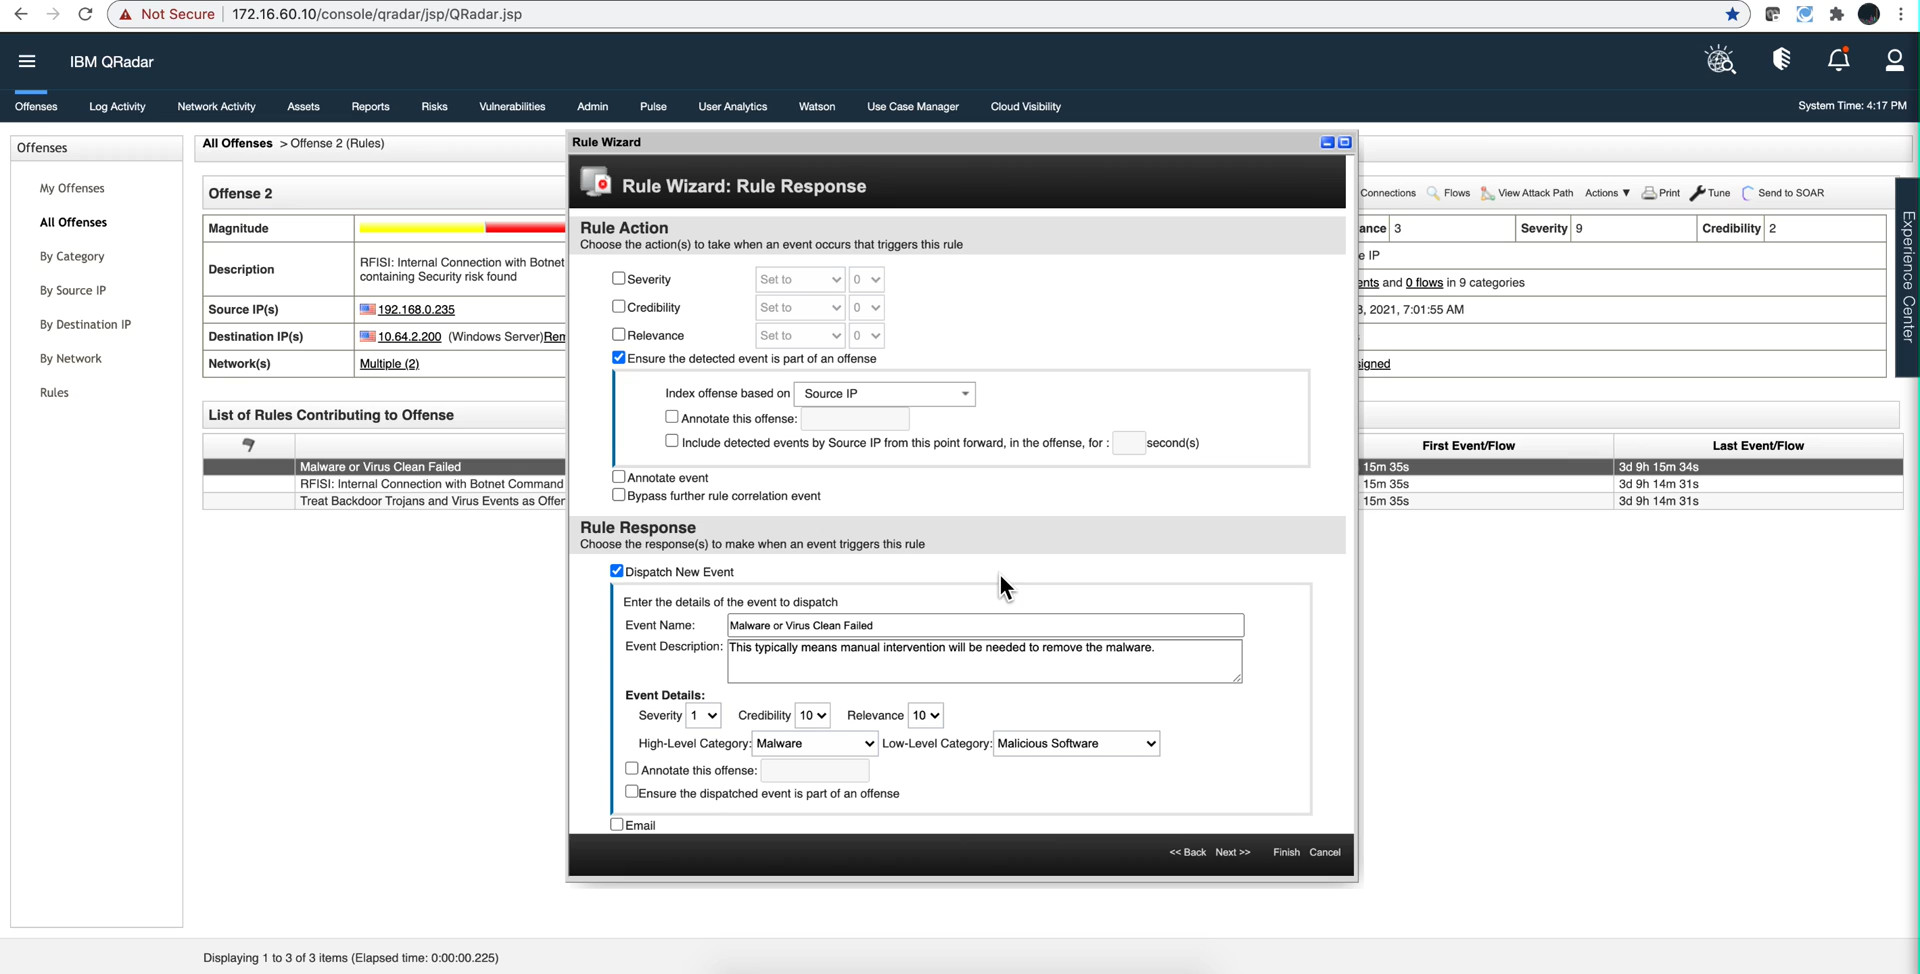 Not Secure 172.16.60.10/console/qradar/jsp/QRadar.jsp
IBM QRadar
Offenses Log Activity Network Activity Assets Reports Risks Vulnerabilities Admin Pulse User Analytics Watson Use Case Manager Cloud Visibility System Time: 4:17 PM
Offenses
My Offenses
All Offenses
By Category
By Source IP
By Destination IP
By Network
Rules
All Offenses > Offense 2 (Rules)
Offense 2
Connections Flows View Attack Path Actions ▼ Print Tune Send to SOAR
Magnitude
ance 3 Severity 9 Credibility 2
Description RFISI: Internal Connection with Botnet
containing Security risk found
e IP
ents and 0 flows in 9 categories
Source IP(s) 192.168.0.235
3, 2021, 7:01:55 AM
Destination IP(s) 10.64.2.200 (Windows Server)Rem
Network(s) Multiple (2)
signed
List of Rules Contributing to Offense
First Event/Flow Last Event/Flow
Malware or Virus Clean Failed 15m 35s 3d 9h 15m 34s
RFISI: Internal Connection with Botnet Command 15m 35s 3d 9h 14m 31s
Treat Backdoor Trojans and Virus Events as Offen 15m 35s 3d 9h 14m 31s
Rule Wizard
Rule Wizard: Rule Response
Rule Action
Choose the action(s) to take when an event occurs that triggers this rule
Severity Set to 0
Credibility Set to 0
Relevance Set to 0
Ensure the detected event is part of an offense
Index offense based on Source IP
Annotate this offense:
Include detected events by Source IP from this point forward, in the offense, for : second(s)
Annotate event
Bypass further rule correlation event
Rule Response
Choose the response(s) to make when an event triggers this rule
Dispatch New Event
Enter the details of the event to dispatch
Event Name: Malware or Virus Clean Failed
Event Description: This typically means manual intervention will be needed to remove the malware.
Event Details:
Severity 1 Credibility 10 Relevance 10
High-Level Category: Malware Low-Level Category: Malicious Software
Annotate this offense:
Ensure the dispatched event is part of an offense
Email
<< Back Next >> Finish Cancel
Experience Center
Displaying 1 to 3 of 3 items (Elapsed time: 0:00:00.225)